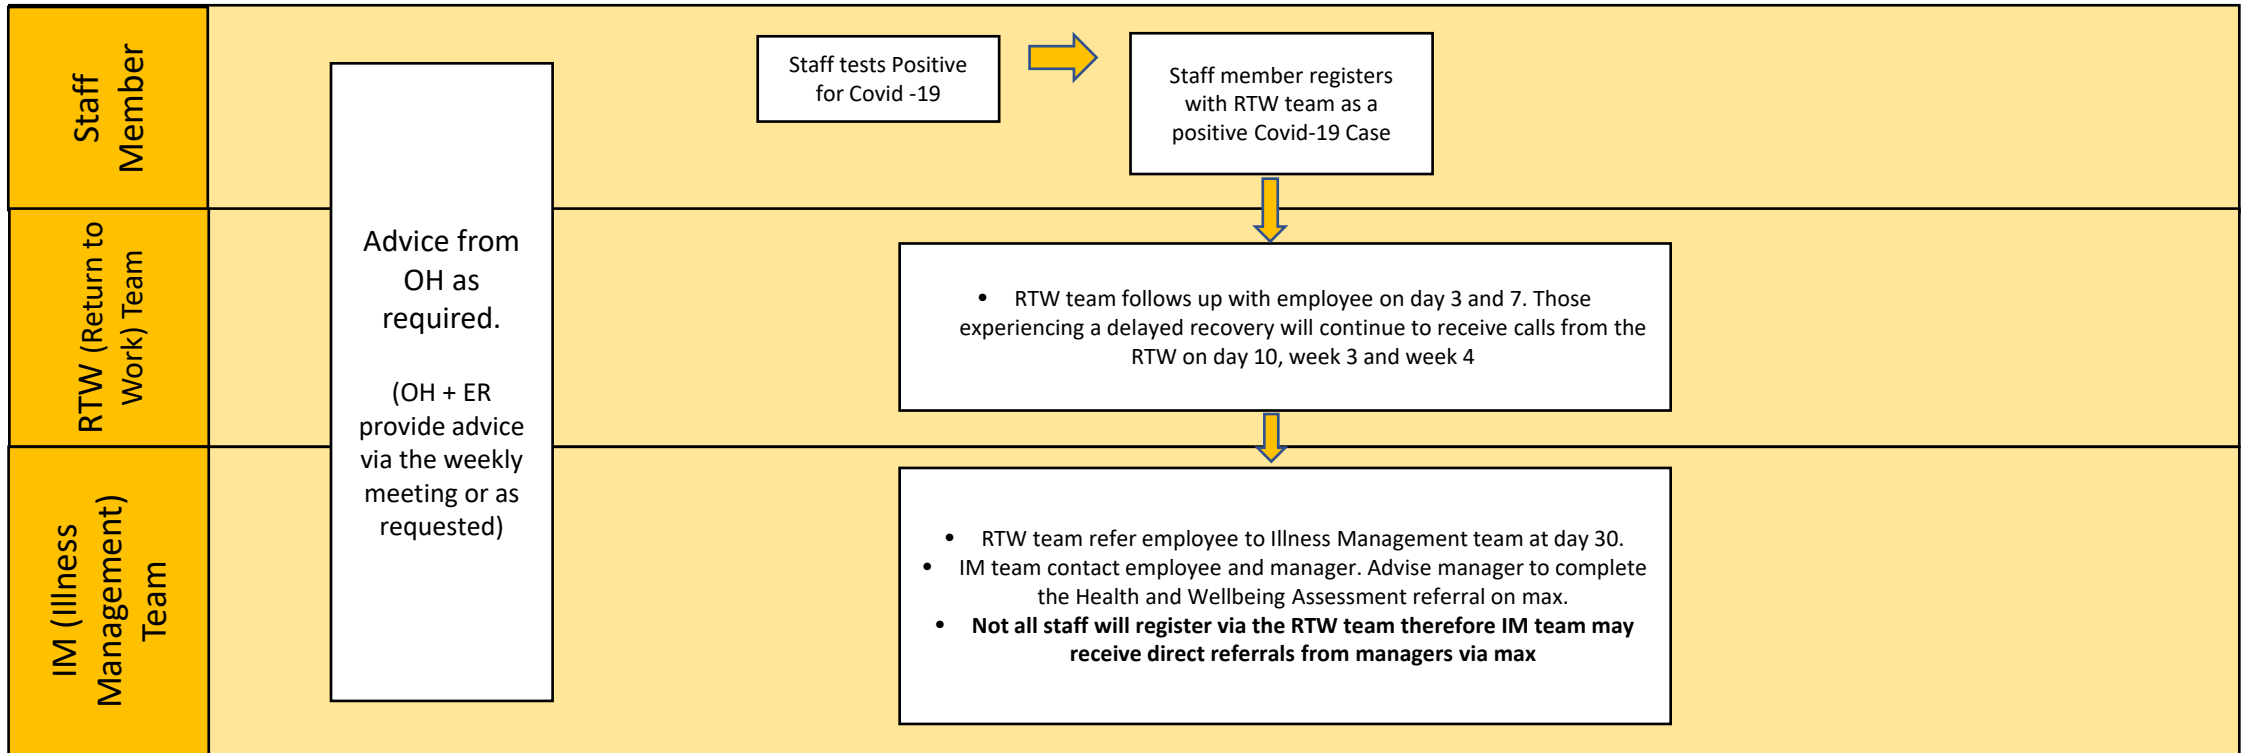 Staff
Member
Staff tests Positive
for Covid -19
Staff member registers
with RTW team as a
positive Covid-19 Case
Advice from
OH as
required.
(OH + ER
provide advice
via the weekly
meeting or as
requested)
RTW (Return to
Work) Team
• RTW team follows up with employee on day 3 and 7. Those
experiencing a delayed recovery will continue to receive calls from the
RTW on day 10, week 3 and week 4
IM (Illness
Management)
Team
• RTW team refer employee to Illness Management team at day 30.
• IM team contact employee and manager. Advise manager to complete
the Health and Wellbeing Assessment referral on max.
• Not all staff will register via the RTW team therefore IM team may
receive direct referrals from managers via max